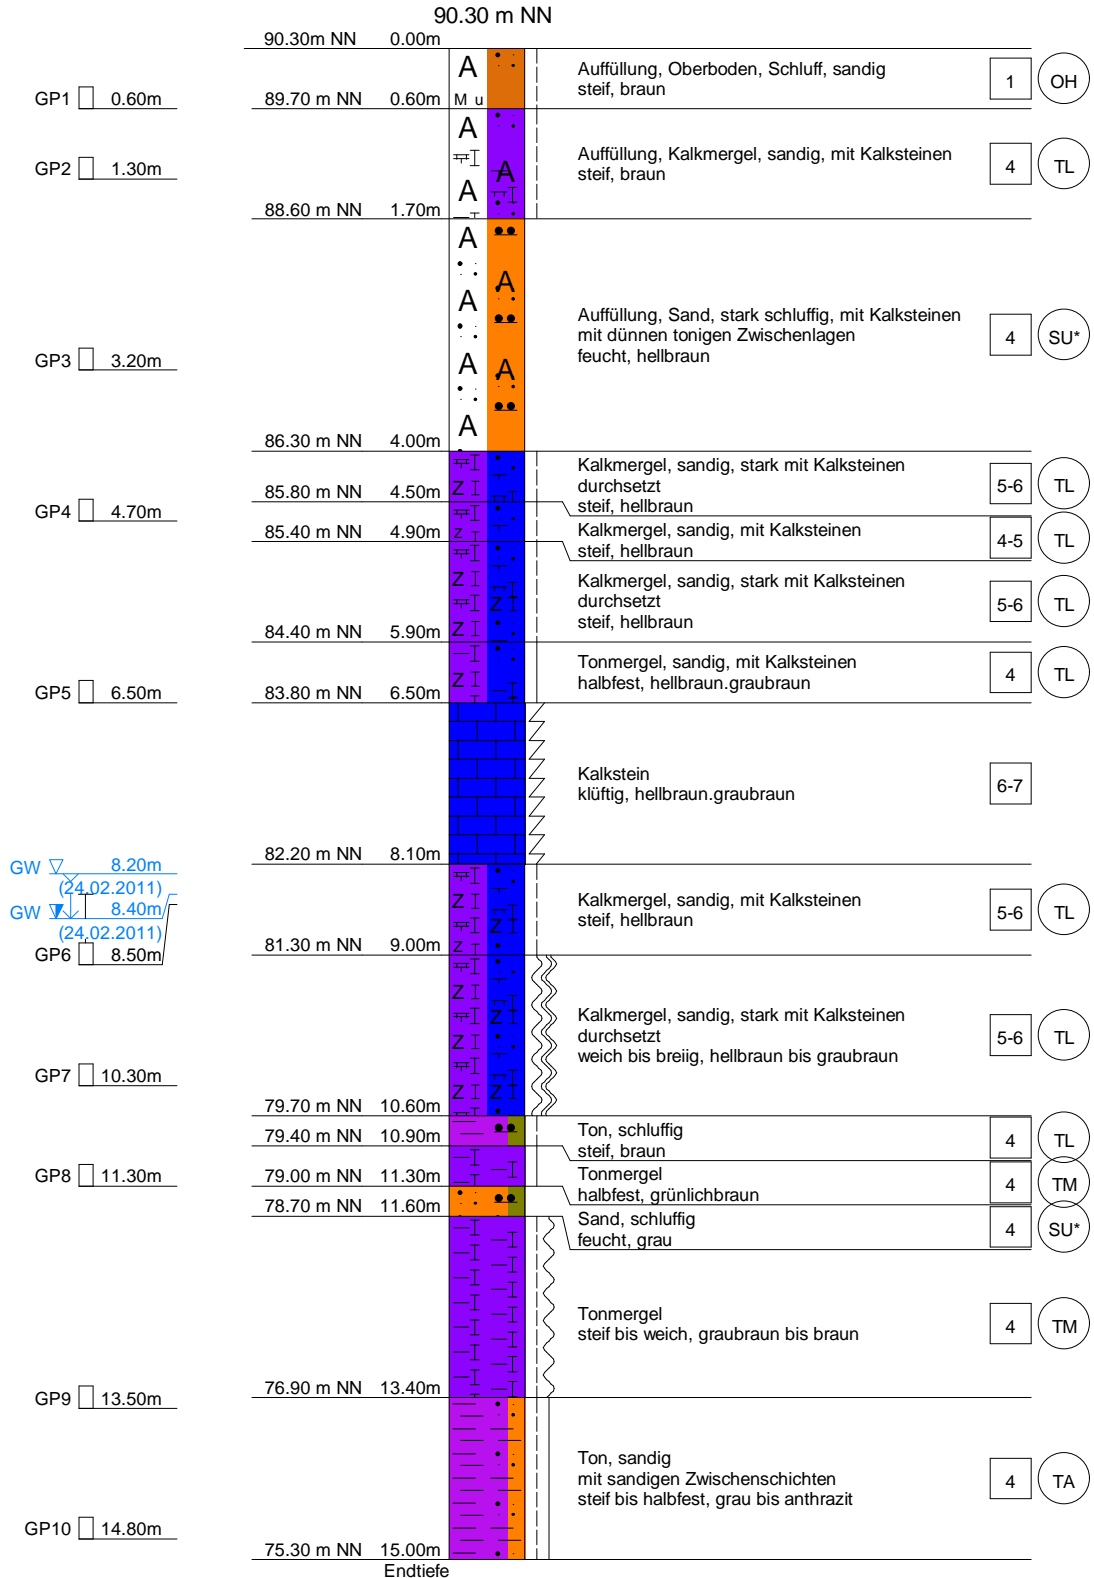 90.30 m NN
90.30m NN 0.00m
A
Auffüllung, Oberboden, Schluff, sandig
steif, braun
1 OH
GP1 0.60m
89.70 m NN 0.60m
M u
A
A
A
Auffüllung, Kalkmergel, sandig, mit Kalksteinen
steif, braun
4 TL
GP2 1.30m
88.60 m NN 1.70m
A
A
A
A
A
A
Auffüllung, Sand, stark schluffig, mit Kalksteinen
mit dünnen tonigen Zwischenlagen
feucht, hellbraun
4 SU*
GP3 3.20m
86.30 m NN 4.00m
Kalkmergel, sandig, stark mit Kalksteinen
durchsetzt
steif, hellbraun
5-6 TL
Z
85.80 m NN 4.50m
GP4 4.70m
Kalkmergel, sandig, mit Kalksteinen
steif, hellbraun
4-5 TL
Z
85.40 m NN 4.90m
Kalkmergel, sandig, stark mit Kalksteinen
durchsetzt
steif, hellbraun
5-6 TL
Z
Z
Z
84.40 m NN 5.90m
Tonmergel, sandig, mit Kalksteinen
halbfest, hellbraun.graubraun
4 TL
Z
GP5 6.50m
83.80 m NN 6.50m
Kalkstein
klüftig, hellbraun.graubraun
6-7
82.20 m NN 8.10m
GW 8.20m
(24.02.2011)
GW 8.40m
(24.02.2011)
GP6 8.50m
Kalkmergel, sandig, mit Kalksteinen
steif, hellbraun
5-6 TL
Z
Z
Z
81.30 m NN 9.00m
Kalkmergel, sandig, stark mit Kalksteinen
durchsetzt
weich bis breiig, hellbraun bis graubraun
5-6 TL
Z
Z
Z
Z
Z
GP7 10.30m
79.70 m NN 10.60m
Ton, schluffig
steif, braun
4 TL
79.40 m NN 10.90m
Tonmergel
halbfest, grünlichbraun
4 TM
GP8 11.30m
79.00 m NN 11.30m
Sand, schluffig
feucht, grau
4 SU*
78.70 m NN 11.60m
Tonmergel
steif bis weich, graubraun bis braun
4 TM
76.90 m NN 13.40m
GP9 13.50m
Ton, sandig
mit sandigen Zwischenschichten
steif bis halbfest, grau bis anthrazit
4 TA
GP10 14.80m
75.30 m NN 15.00m
Endtiefe